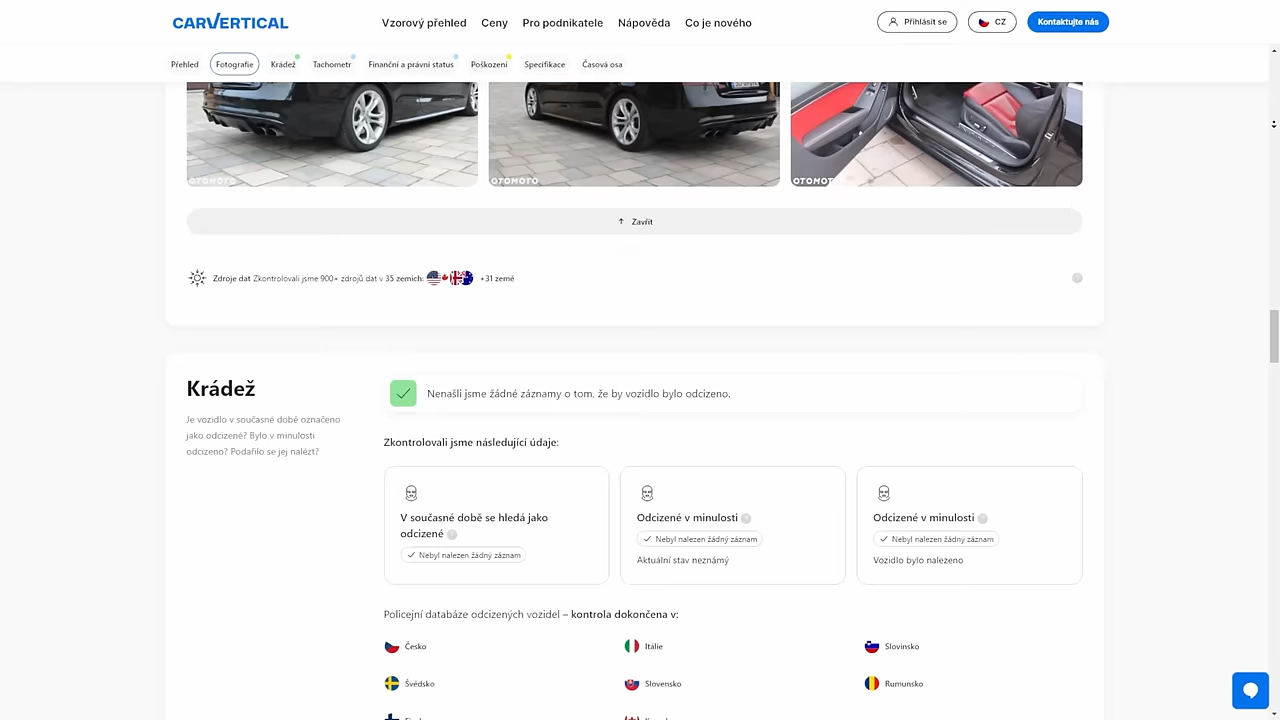 CARVERTICAL
Vzorový přehled
Ceny
Pro podnikatele
Nápověda
Co je nového
Přihlásit se
CZ
Kontaktujte nás
Přehled
Fotografie
Krádež
Tachometr
Finanční a právní status
Poškození
Specifikace
Časová osa
OTOMOTO
OTOMOTO
OTOMOT
↑ Zavřít
Zdroje dat Zkontrolovali jsme 900+ zdrojů dat v 35 zemích: +31 země
Krádež
Je vozidlo v současné době označeno
jako odcizené? Bylo v minulosti
odcizeno? Podařilo se jej nalézt?
Nenašli jsme žádné záznamy o tom, že by vozidlo bylo odcizeno.
Zkontrolovali jsme následující údaje:
V současné době se hledá jako
odcizené
Nebyl nalezen žádný záznam
Odcizené v minulosti
Nebyl nalezen žádný záznam
Aktuální stav neznámý
Odcizené v minulosti
Nebyl nalezen žádný záznam
Vozidlo bylo nalezeno
Policejní databáze odcizených vozidel – kontrola dokončena v:
Česko
Itálie
Slovinsko
Švédsko
Slovensko
Rumunsko